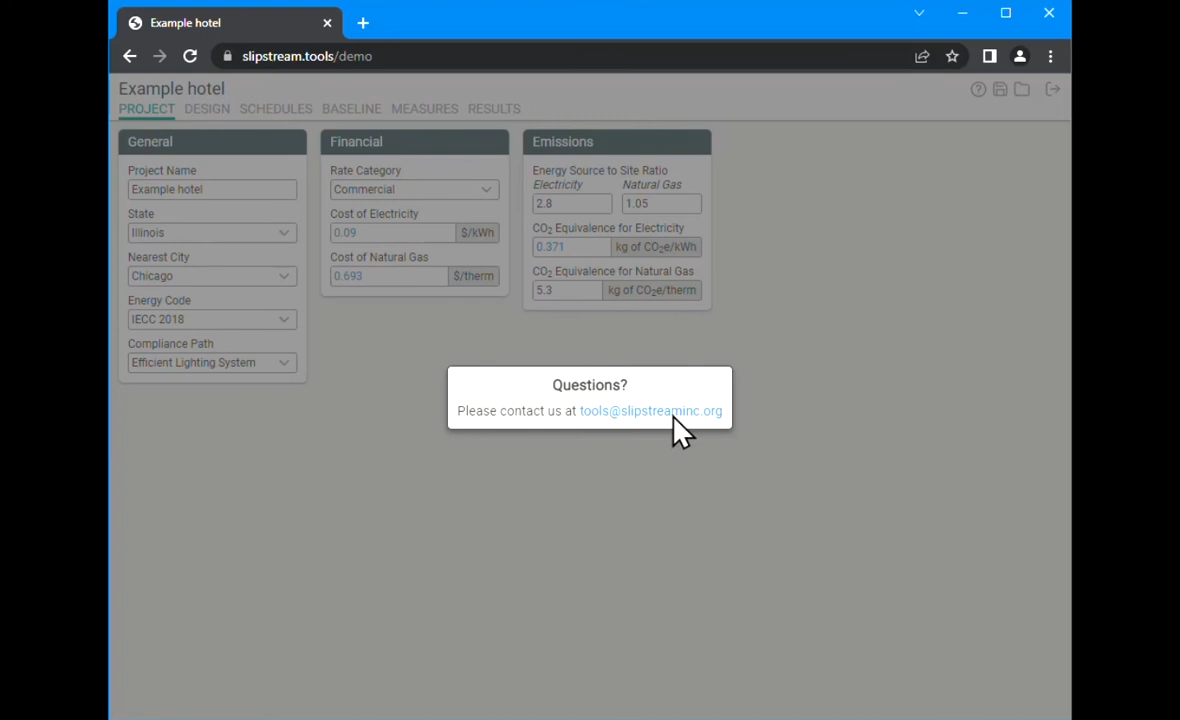 Example hotel
slipstream.tools/demo
Example hotel
PROJECT DESIGN SCHEDULES BASELINE MEASURES RESULTS
General
Project Name
Example hotel
State
Illinois
Nearest City
Chicago
Energy Code
IECC 2018
Compliance Path
Efficient Lighting System
Financial
Rate Category
Commercial
Cost of Electricity
0.09 $/kWh
Cost of Natural Gas
0.693 $/therm
Emissions
Energy Source to Site Ratio
Electricity Natural Gas
2.8 1.05
CO₂ Equivalence for Electricity
0.371 kg of CO₂e/kWh
CO₂ Equivalence for Natural Gas
5.3 kg of CO₂e/therm
Questions?
Please contact us at tools@slipstreaminc.org